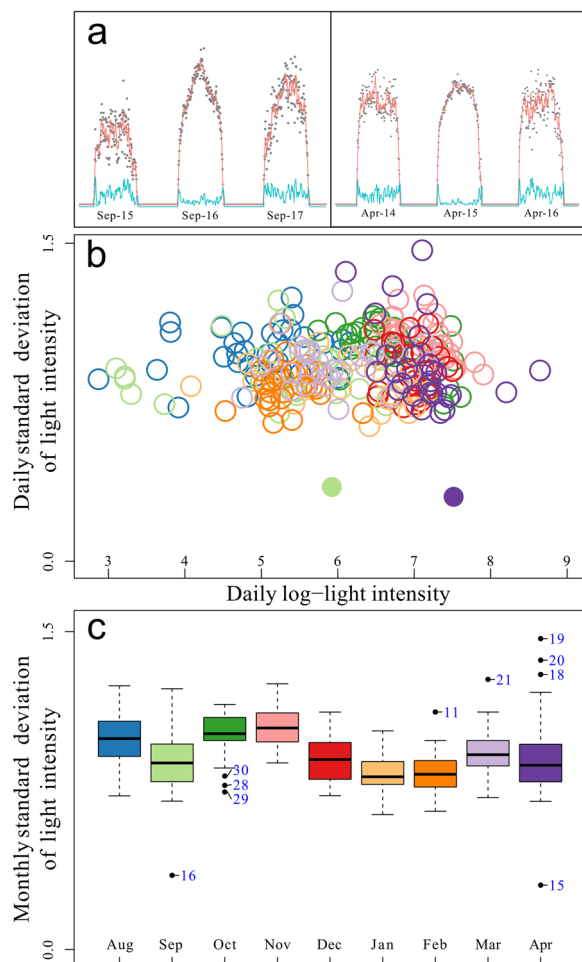 a
Sep-15
Sep-16
Sep-17
Apr-14
Apr-15
Apr-16
b
1.5
0.0
Daily standard deviation
of light intensity
3 4 5 6 7 8 9
Daily log-light intensity
c
1.5
0.0
Monthly standard deviation
of light intensity
16
30
28
29
11
21
19
20
18
15
Aug Sep Oct Nov Dec Jan Feb Mar Apr